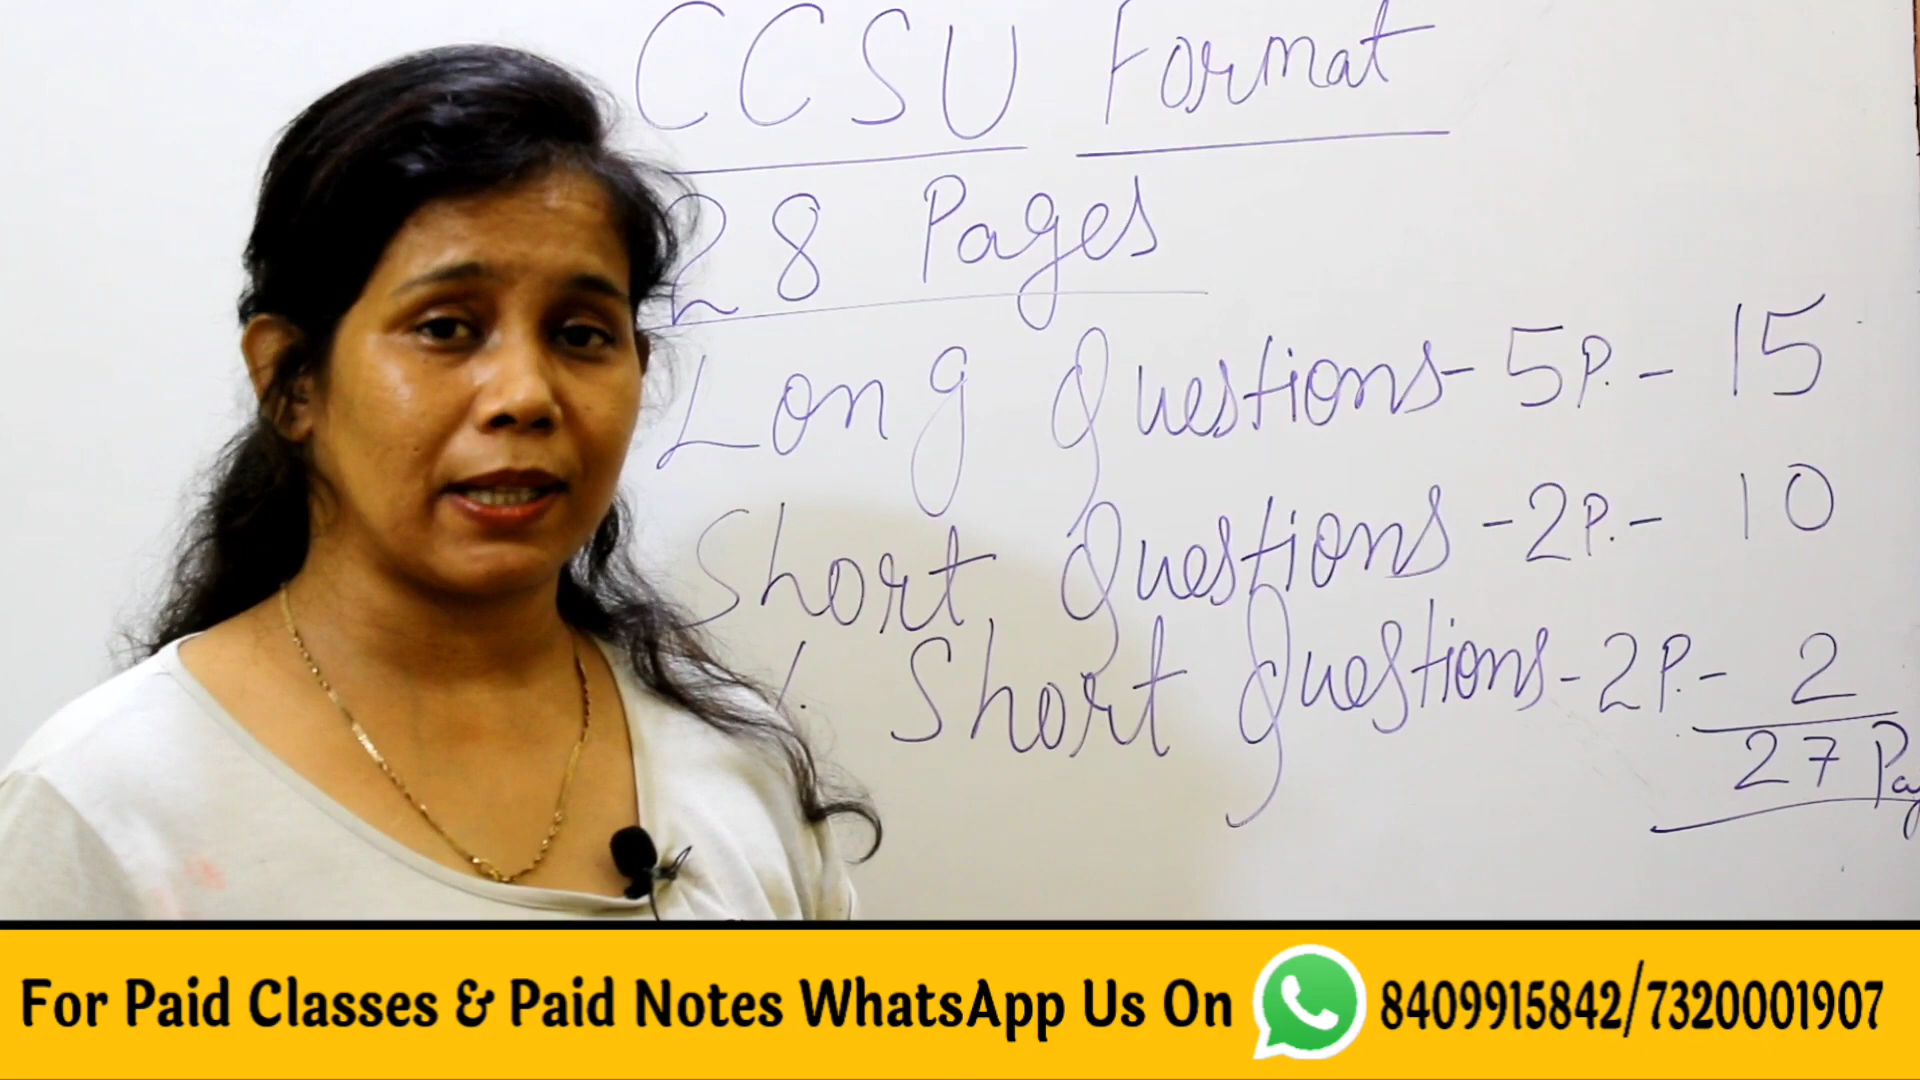 CCSU Format
28 Pages
Long Questions - 5P. - 15
Short Questions - 2P. - 10
Short Questions - 2P. - 2
27
For Paid Classes & Paid Notes WhatsApp Us On 8409915842/7320001907